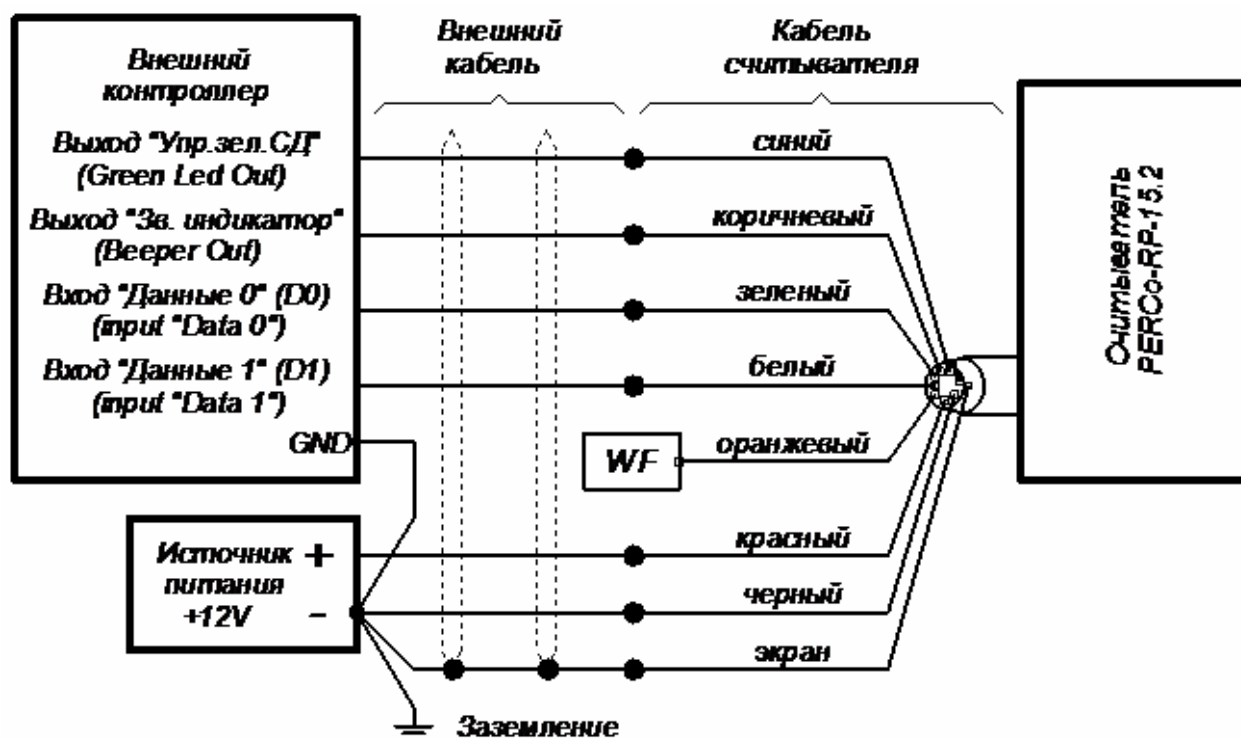 Внешний
контроллер
Выход "Упр.зел.СД"
(Green Led Out)
Выход "Зв. индикатор"
(Beeper Out)
Вход "Данные 0" (D0)
(input "Data 0")
Вход "Данные 1" (D1)
(input "Data 1")
GND
Источник
питания
+12V
+
-
Внешний
кабель
Кабель
считывателя
синий
коричневый
зеленый
белый
оранжевый
WF
красный
черный
экран
Заземление
Считыватель
PERCo-RP-15.2